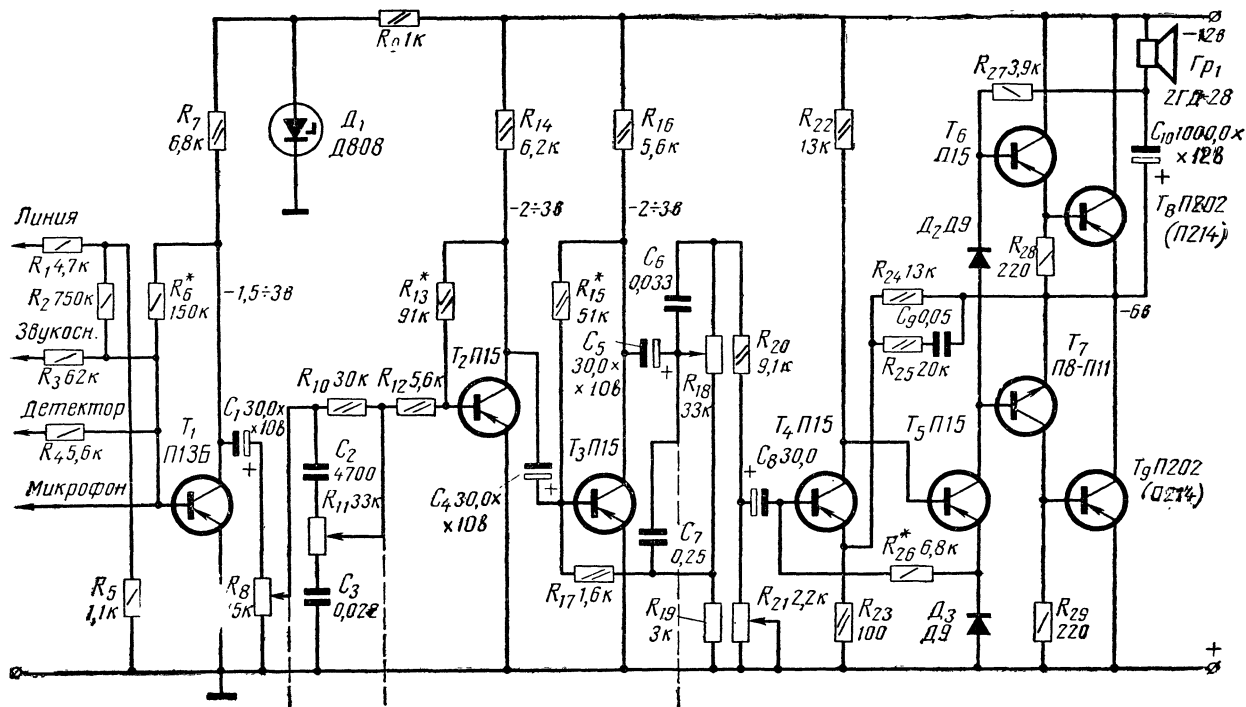 R₉ 1к
−12в
R₇
6,8к
Д₁
Д808
R₁₄
6,2к
R₁₆
5,6к
R₂₂
13к
R₂₇ 3,9к
Гр₁
2ГД-28
C₁₀ 1000,0×
×12в
+
T₆
П15
T₈ П202
(П214)
Линия
R₁ 4,7к
R₂ 750к
R₆*
150к
−1,5÷3в
−2÷3в
−2÷3в
Звукосн.
R₃ 62к
Детектор
R₄ 5,6к
Микрофон
T₁
П13Б
C₁ 30,0×
×10в
+
R₅
1,1к
R₈
15к
R₁₀ 30к
R₁₂ 5,6к
C₂
4700
R₁₁ 33к
C₃
R₁₃*
91к
T₂ П15
C₄ 30,0×
×10в
+
R₁₅*
51к
T₃ П15
R₁₇ 1,6к
C₆
0,033
C₅
30,0×
×10в
+
R₁₈
33к
C₇
0,25
R₁₉
3к
R₂₀
9,1к
C₈ 30,0
+
R₂₁ 2,2к
T₄ П15
R₂₃
100
R₂₄ 13к
C₉ 0,05
R₂₅ 20к
T₅ П15
R₂₆* 6,8к
Д₂ Д9
Д₃
Д9
R₂₈
220
−6в
T₇
П8-П11
T₉ П202
(П214)
R₂₉
220
+